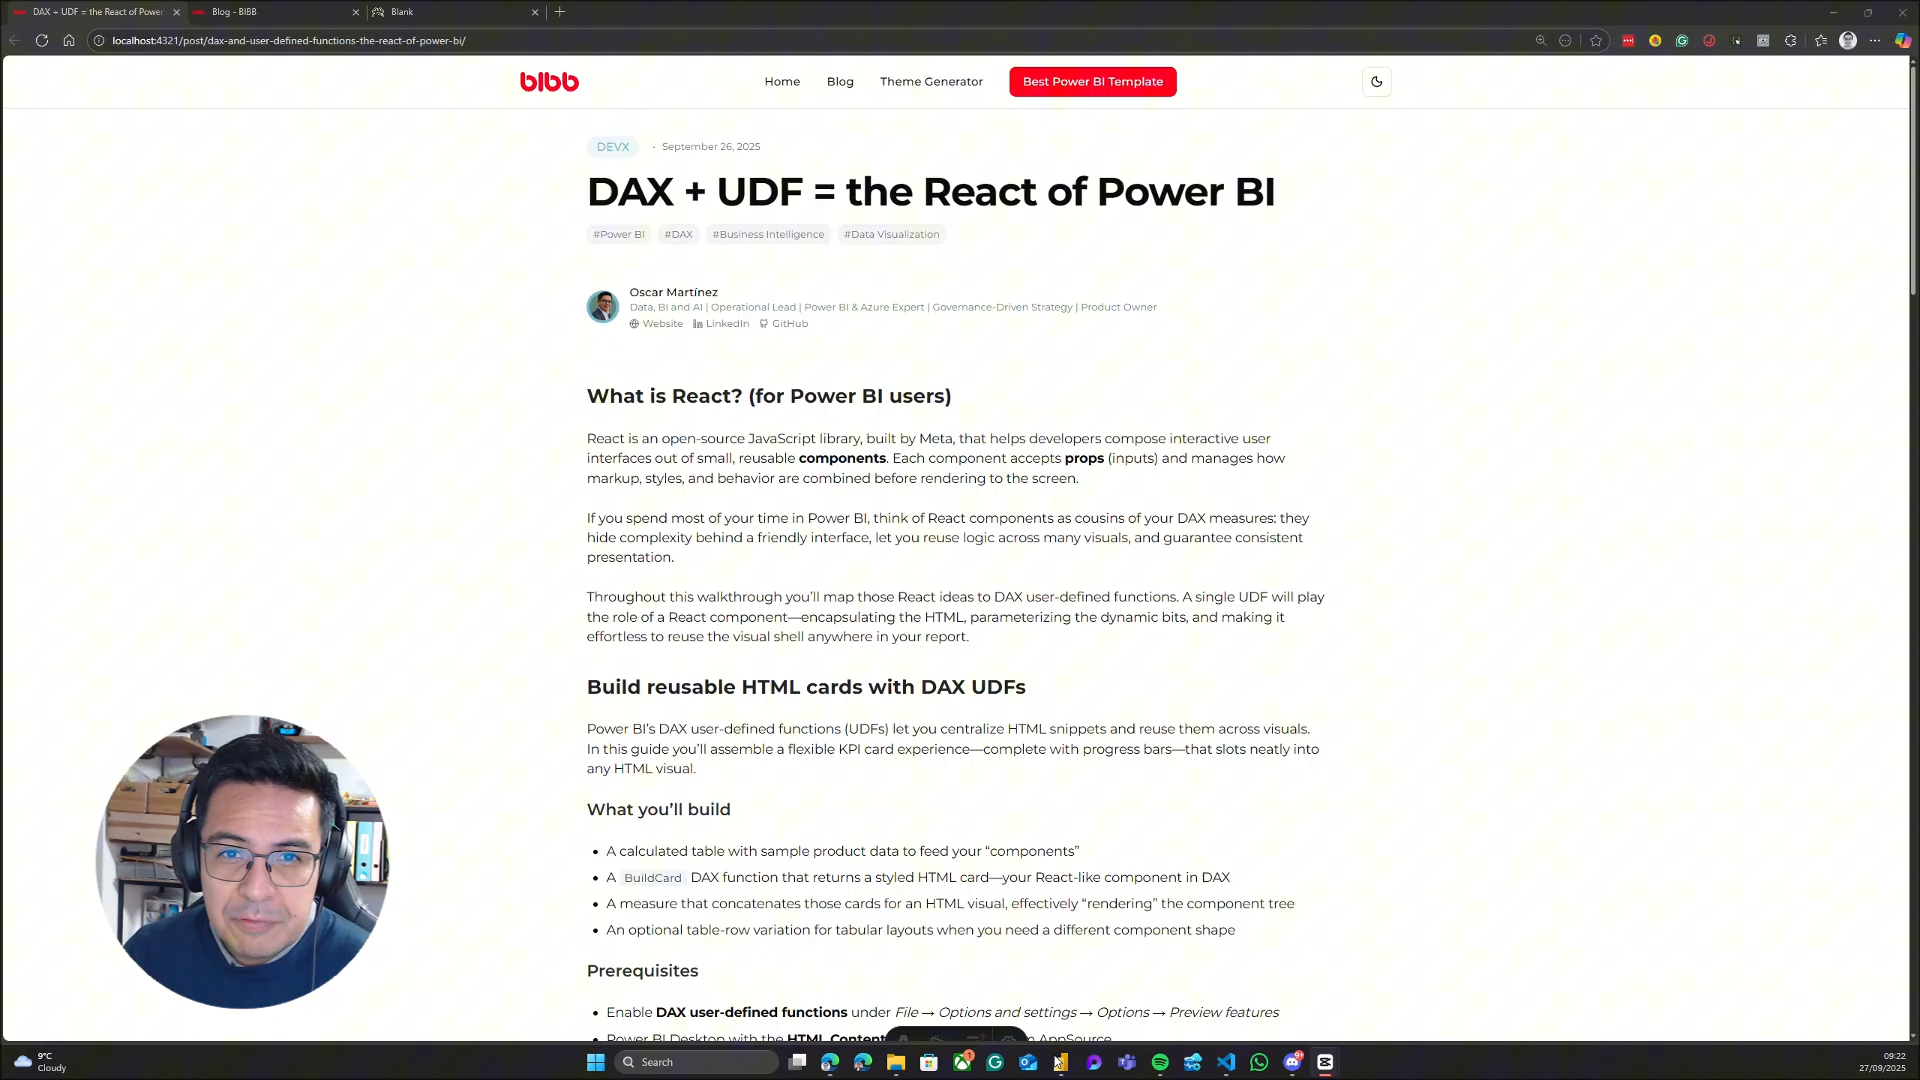 DAX + UDF = the React of Power
Blog - BIBB
Blank
localhost:4321/post/dax-and-user-defined-functions-the-react-of-power-bi/
bibb
Home
Blog
Theme Generator
Best Power BI Template
DEVX
· September 26, 2025
DAX + UDF = the React of Power BI
#Power BI
#DAX
#Business Intelligence
#Data Visualization
Oscar Martínez
Data, BI and AI | Operational Lead | Power BI & Azure Expert | Governance-Driven Strategy | Product Owner
Website LinkedIn GitHub
What is React? (for Power BI users)
React is an open-source JavaScript library, built by Meta, that helps developers compose interactive user
interfaces out of small, reusable components. Each component accepts props (inputs) and manages how
markup, styles, and behavior are combined before rendering to the screen.
If you spend most of your time in Power BI, think of React components as cousins of your DAX measures: they
hide complexity behind a friendly interface, let you reuse logic across many visuals, and guarantee consistent
presentation.
Throughout this walkthrough you'll map those React ideas to DAX user-defined functions. A single UDF will play
the role of a React component—encapsulating the HTML, parameterizing the dynamic bits, and making it
effortless to reuse the visual shell anywhere in your report.
Build reusable HTML cards with DAX UDFs
Power BI's DAX user-defined functions (UDFs) let you centralize HTML snippets and reuse them across visuals.
In this guide you'll assemble a flexible KPI card experience—complete with progress bars—that slots neatly into
any HTML visual.
What you'll build
• A calculated table with sample product data to feed your “components”
• A BuildCard DAX function that returns a styled HTML card—your React-like component in DAX
• A measure that concatenates those cards for an HTML visual, effectively “rendering” the component tree
• An optional table-row variation for tabular layouts when you need a different component shape
Prerequisites
• Enable DAX user-defined functions under File → Options and settings → Options → Preview features
• Power BI Desktop with the HTML Content AppSource
9°C
Cloudy
Search
09:22
27/09/2025